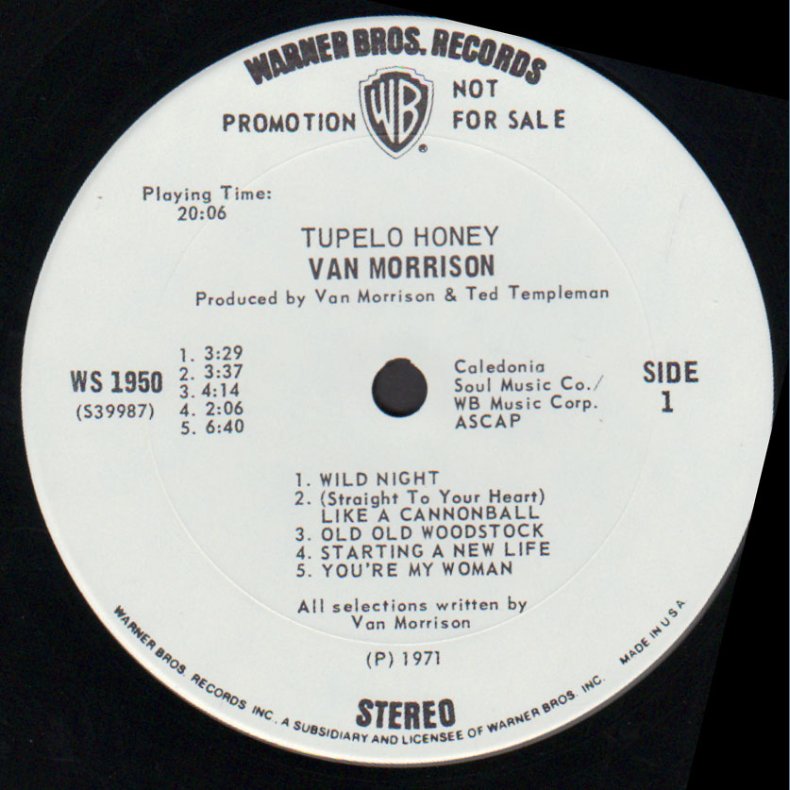 WARNER BROS. RECORDS
PROMOTION
WB
®
NOT
FOR SALE
Playing Time:
20:06
TUPELO HONEY
VAN MORRISON
Produced by Van Morrison & Ted Templeman
WS 1950
(S39987)
1. 3:29
2. 3:37
3. 4:14
4. 2:06
5. 6:40
Caledonia
Soul Music Co./
WB Music Corp.
ASCAP
SIDE
1
1. WILD NIGHT
2. (Straight To Your Heart)
LIKE A CANNONBALL
3. OLD OLD WOODSTOCK
4. STARTING A NEW LIFE
5. YOU'RE MY WOMAN
All selections written by
Van Morrison
(P) 1971
STEREO
WARNER BROS. RECORDS INC. A SUBSIDIARY AND LICENSEE OF WARNER BROS. INC. MADE IN U S A